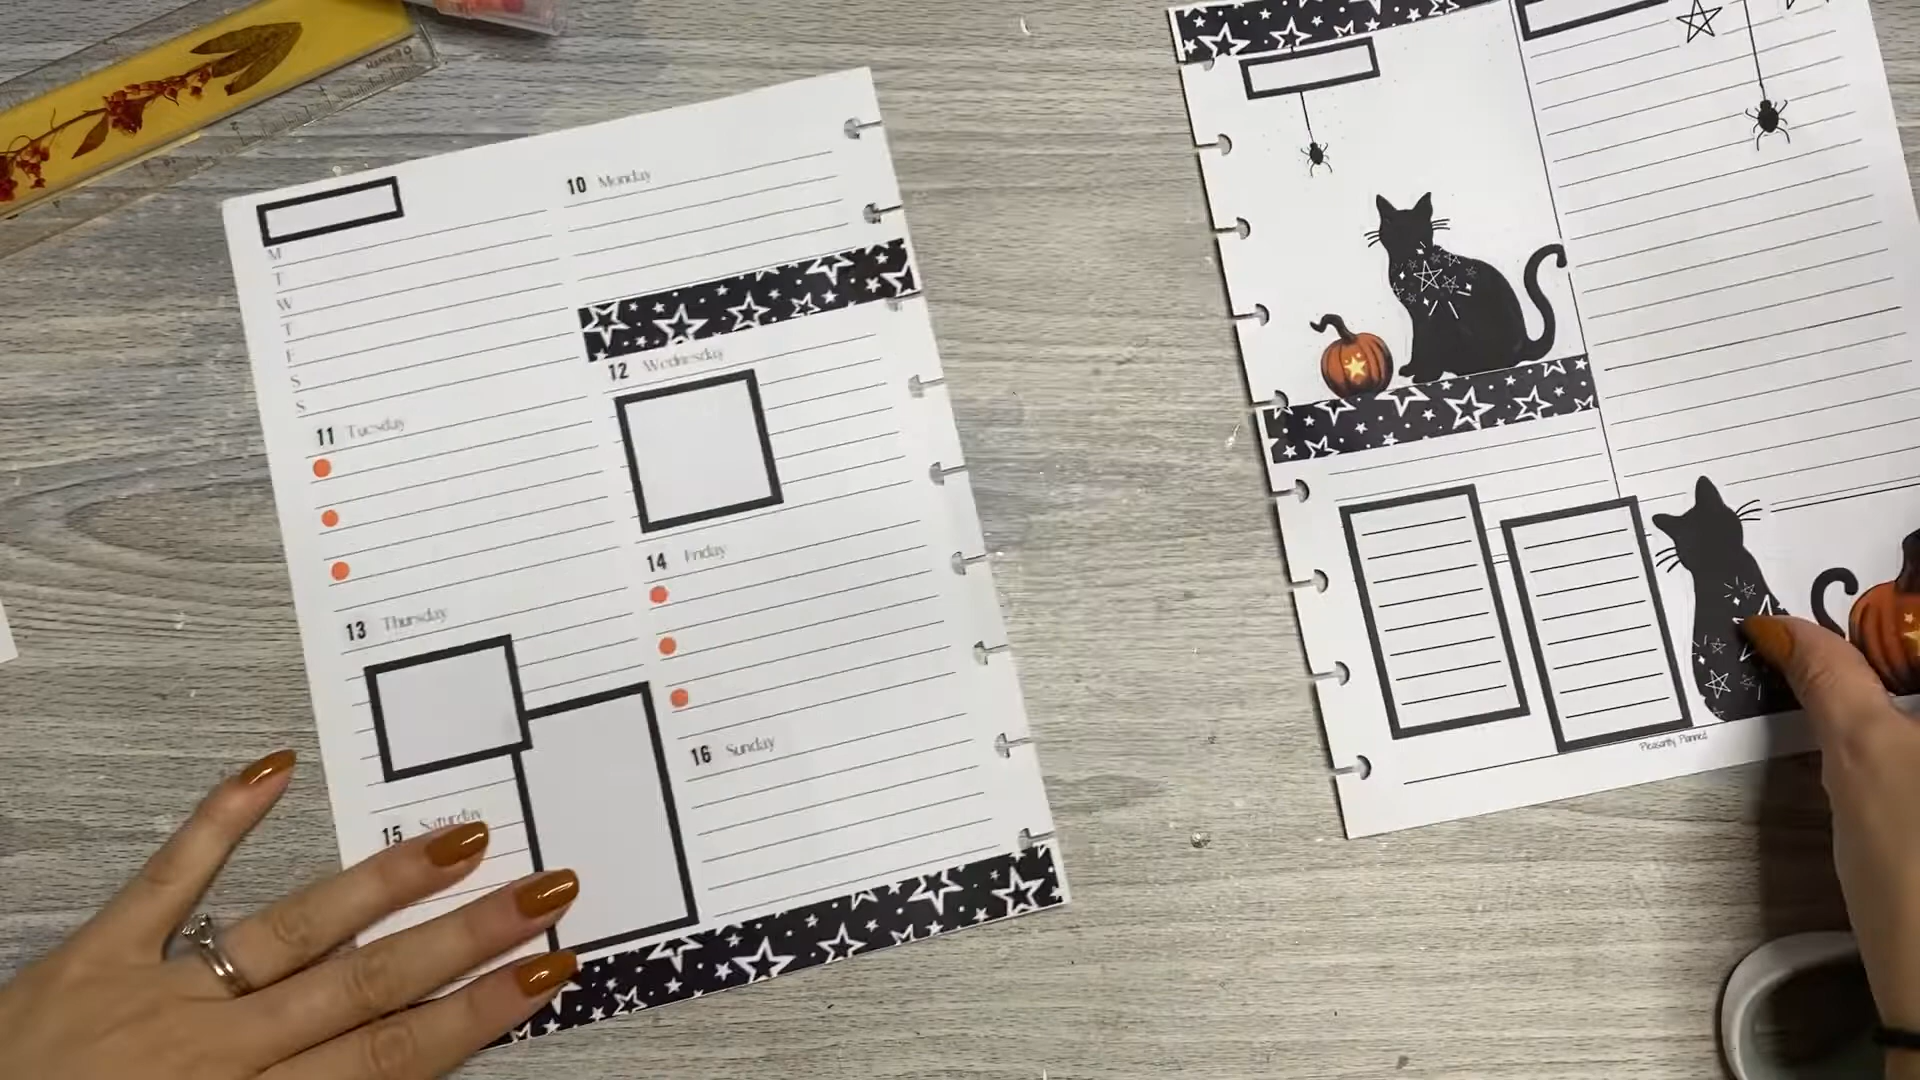 10 Monday
M
T
W
T
F
S
S
12 Wednesday
11 Tuesday
14 Friday
13 Thursday
16 Sunday
15 Saturday
Pleasantly Planned